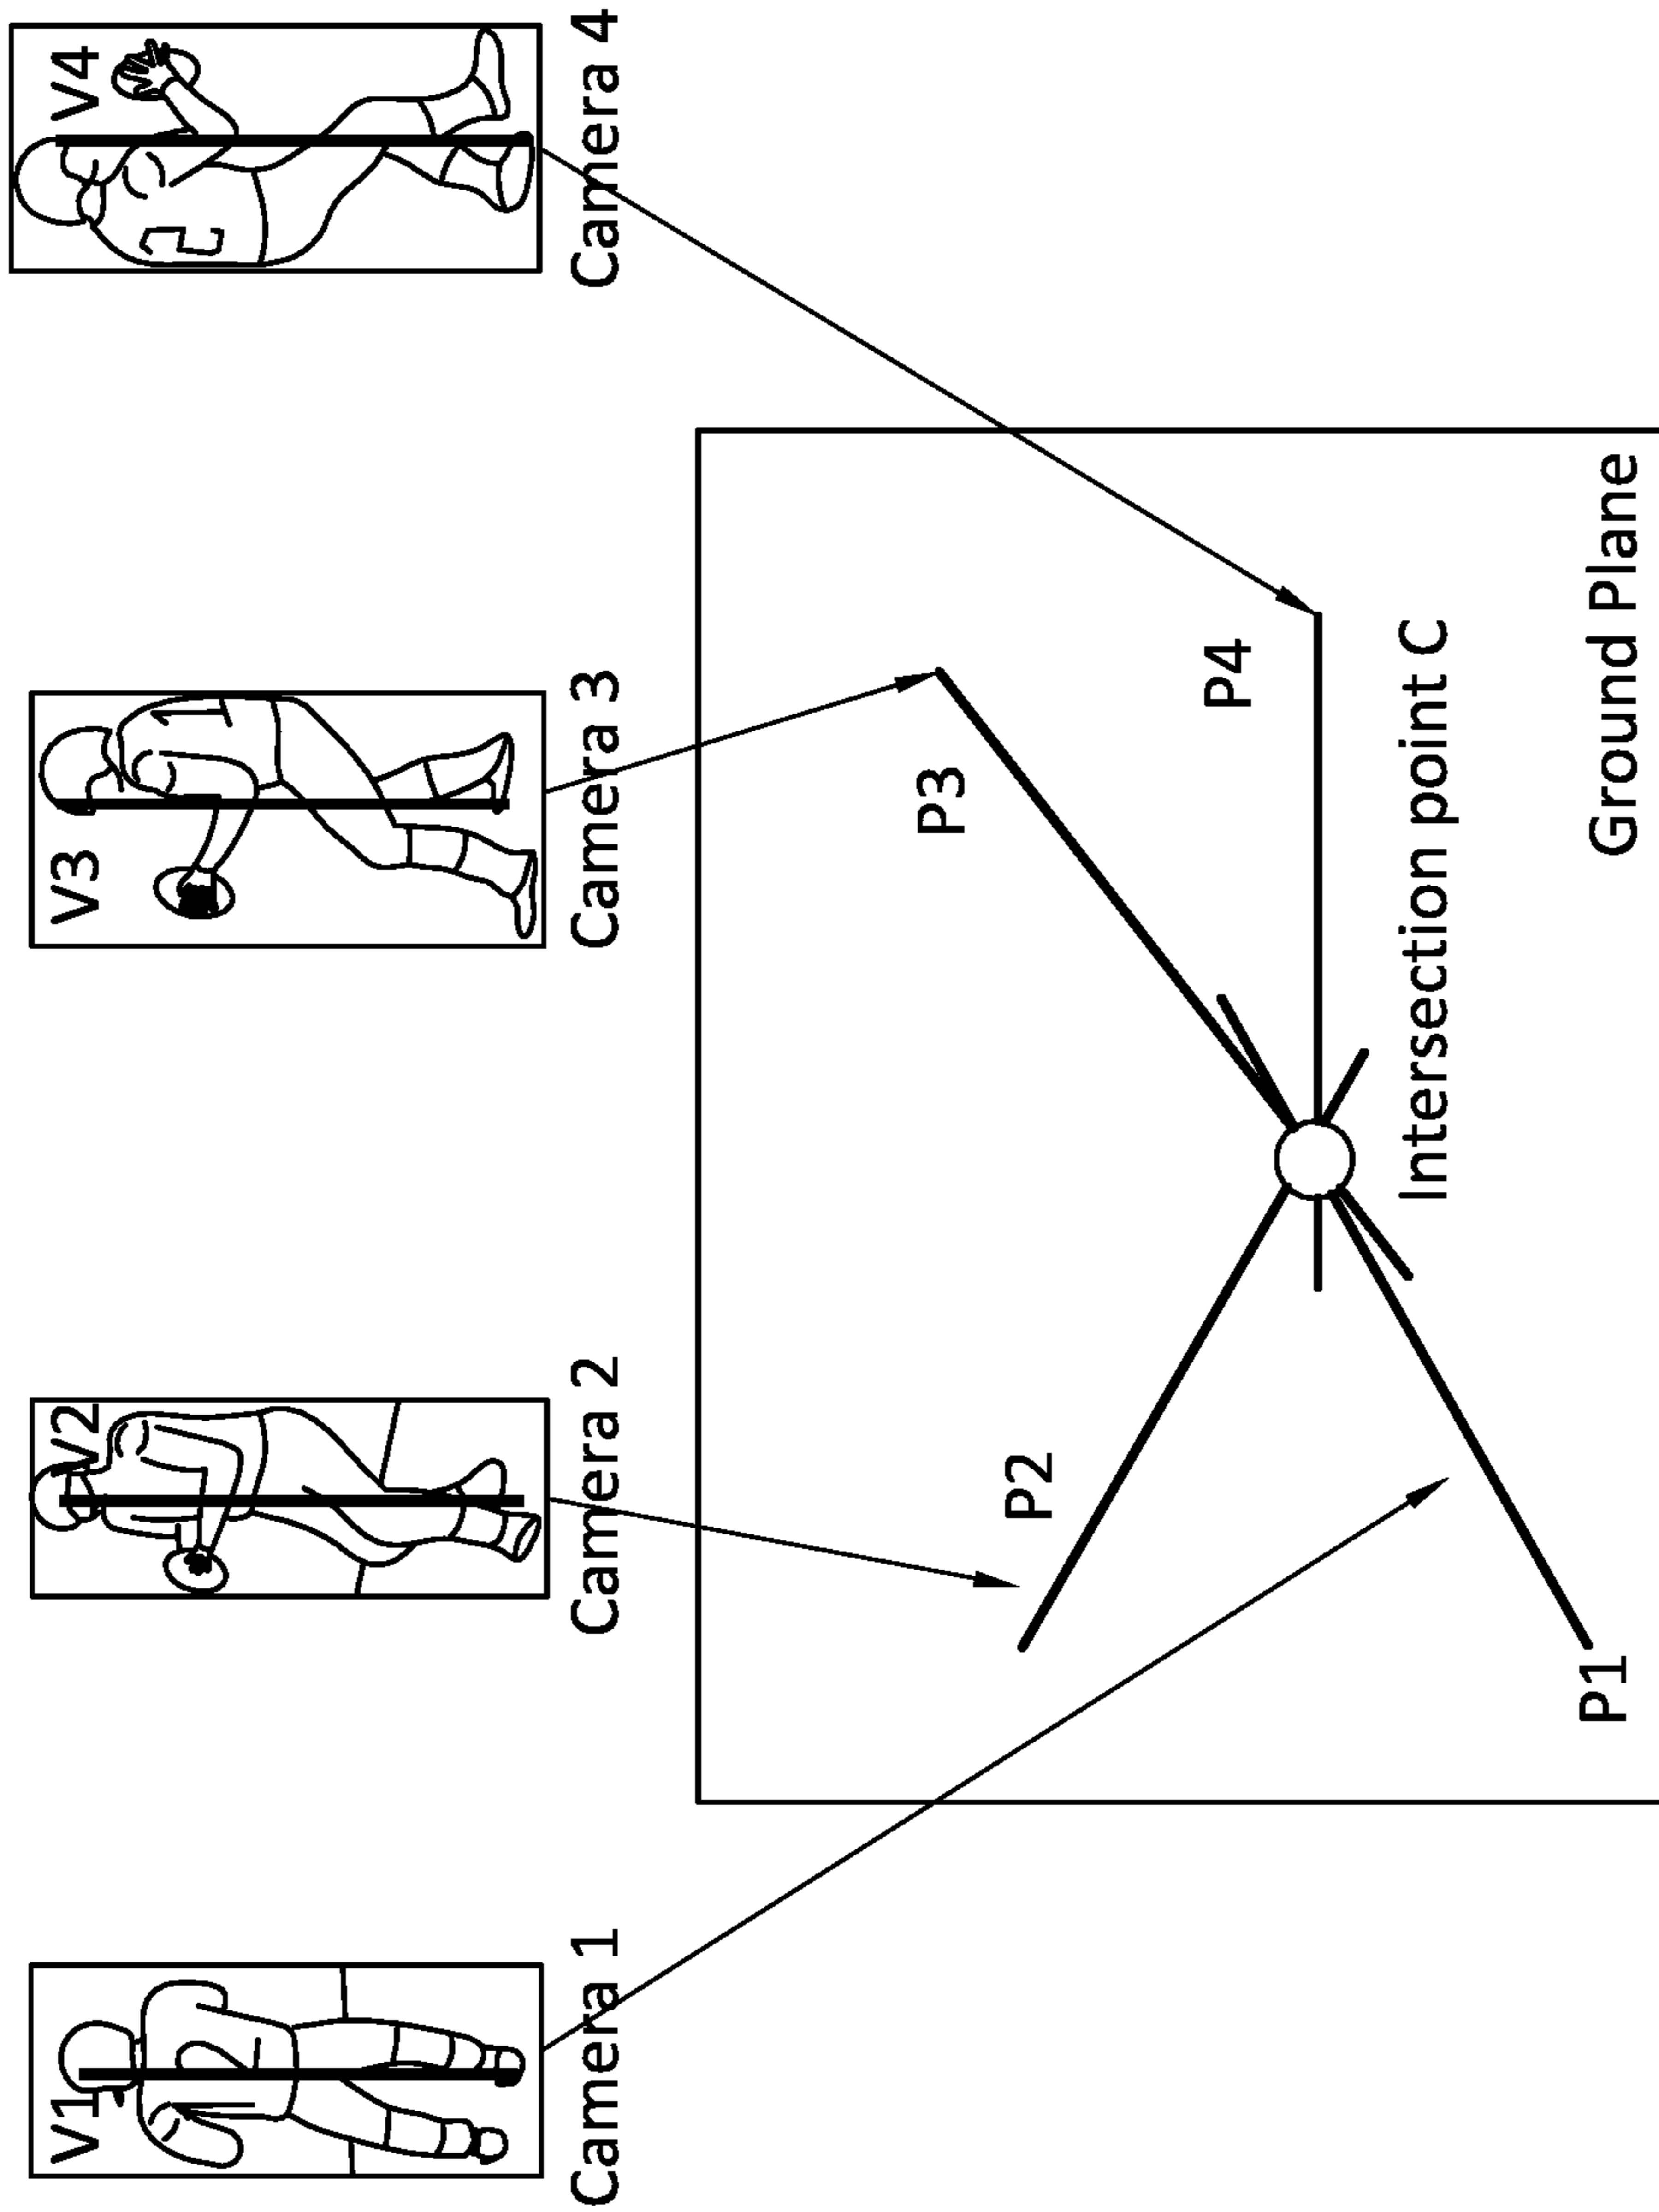 V1
V2
V3
V4
Camera 1
Camera 2
Camera 3
Camera 4
P2
P3
P4
P1
Intersection point C
Ground Plane